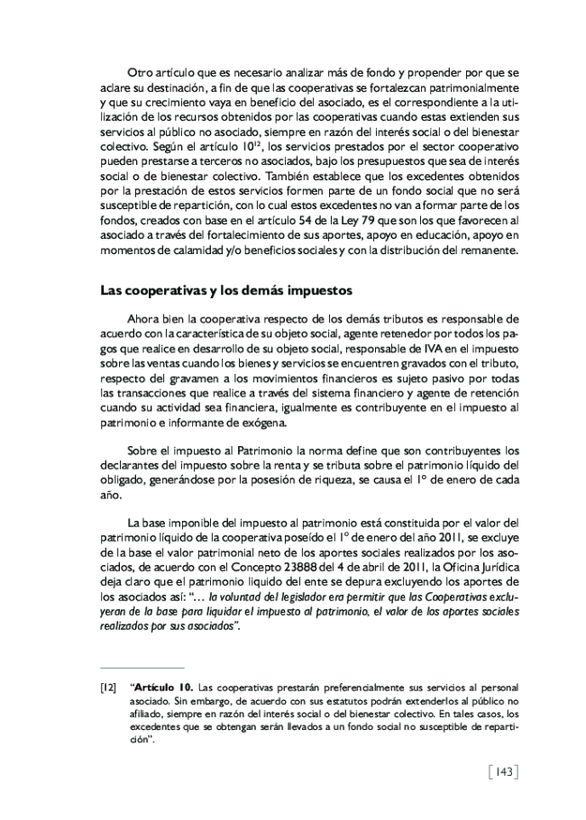 Otro artículo que es necesario analizar más de fondo y propender por que se
aclare su destinación, a fin de que las cooperativas se fortalezcan patrimonialmente
y que su crecimiento vaya en beneficio del asociado, es el correspondiente a la uti-
lización de los recursos obtenidos por las cooperativas cuando estas extienden sus
servicios al público no asociado, siempre en razón del interés social o del bienestar
colectivo. Según el artículo 10¹², los servicios prestados por el sector cooperativo
pueden prestarse a terceros no asociados, bajo los presupuestos que sea de interés
social o de bienestar colectivo. También establece que los excedentes obtenidos
por la prestación de estos servicios formen parte de un fondo social que no será
susceptible de repartición, con lo cual estos excedentes no van a formar parte de los
fondos, creados con base en el artículo 54 de la Ley 79 que son los que favorecen al
asociado a través del fortalecimiento de sus aportes, apoyo en educación, apoyo en
momentos de calamidad y/o beneficios sociales y con la distribución del remanente.
Las cooperativas y los demás impuestos
Ahora bien la cooperativa respecto de los demás tributos es responsable de
acuerdo con la característica de su objeto social, agente retenedor por todos los pa-
gos que realice en desarrollo de su objeto social, responsable de IVA en el impuesto
sobre las ventas cuando los bienes y servicios se encuentren gravados con el tributo,
respecto del gravamen a los movimientos financieros es sujeto pasivo por todas
las transacciones que realice a través del sistema financiero y agente de retención
cuando su actividad sea financiera, igualmente es contribuyente en el impuesto al
patrimonio e informante de exógena.
Sobre el impuesto al Patrimonio la norma define que son contribuyentes los
declarantes del impuesto sobre la renta y se tributa sobre el patrimonio líquido del
obligado, generándose por la posesión de riqueza, se causa el 1º de enero de cada
año.
La base imponible del impuesto al patrimonio está constituida por el valor del
patrimonio líquido de la cooperativa poseído el 1º de enero del año 2011, se excluye
de la base el valor patrimonial neto de los aportes sociales realizados por los aso-
ciados, de acuerdo con el Concepto 23888 del 4 de abril de 2011, la Oficina Jurídica
deja claro que el patrimonio liquido del ente se depura excluyendo los aportes de
los asociados así: “… la voluntad del legislador era permitir que las Cooperativas exclu-
yeran de la base para liquidar el impuesto al patrimonio, el valor de los aportes sociales
realizados por sus asociados”.
[12] “Artículo 10. Las cooperativas prestarán preferencialmente sus servicios al personal
asociado. Sin embargo, de acuerdo con sus estatutos podrán extenderlos al público no
afiliado, siempre en razón del interés social o del bienestar colectivo. En tales casos, los
excedentes que se obtengan serán llevados a un fondo social no susceptible de reparti-
ción”.
[143]